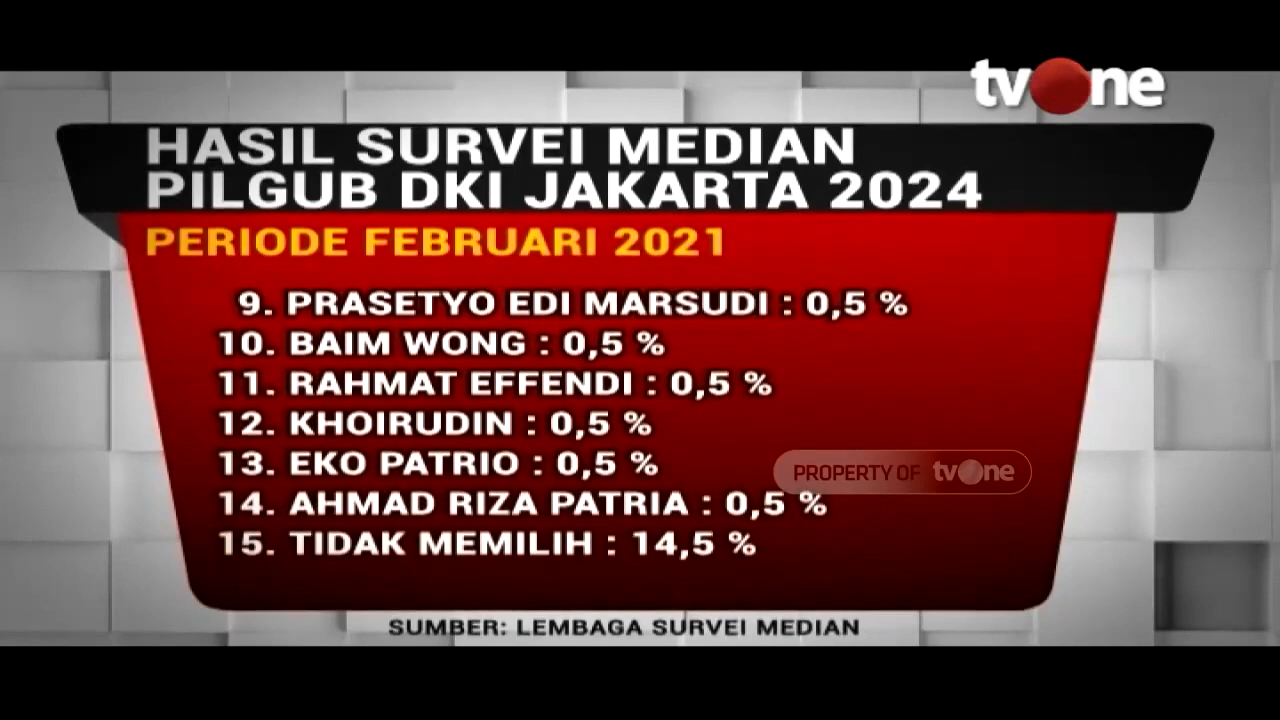 tvOne
HASIL SURVEI MEDIAN
PILGUB DKI JAKARTA 2024
PERIODE FEBRUARI 2021
9. PRASETYO EDI MARSUDI : 0,5 %
10. BAIM WONG : 0,5 %
11. RAHMAT EFFENDI : 0,5 %
12. KHOIRUDIN : 0,5 %
13. EKO PATRIO : 0,5 %
PROPERTY OF tvOne
14. AHMAD RIZA PATRIA : 0,5 %
15. TIDAK MEMILIH : 14,5 %
SUMBER: LEMBAGA SURVEI MEDIAN